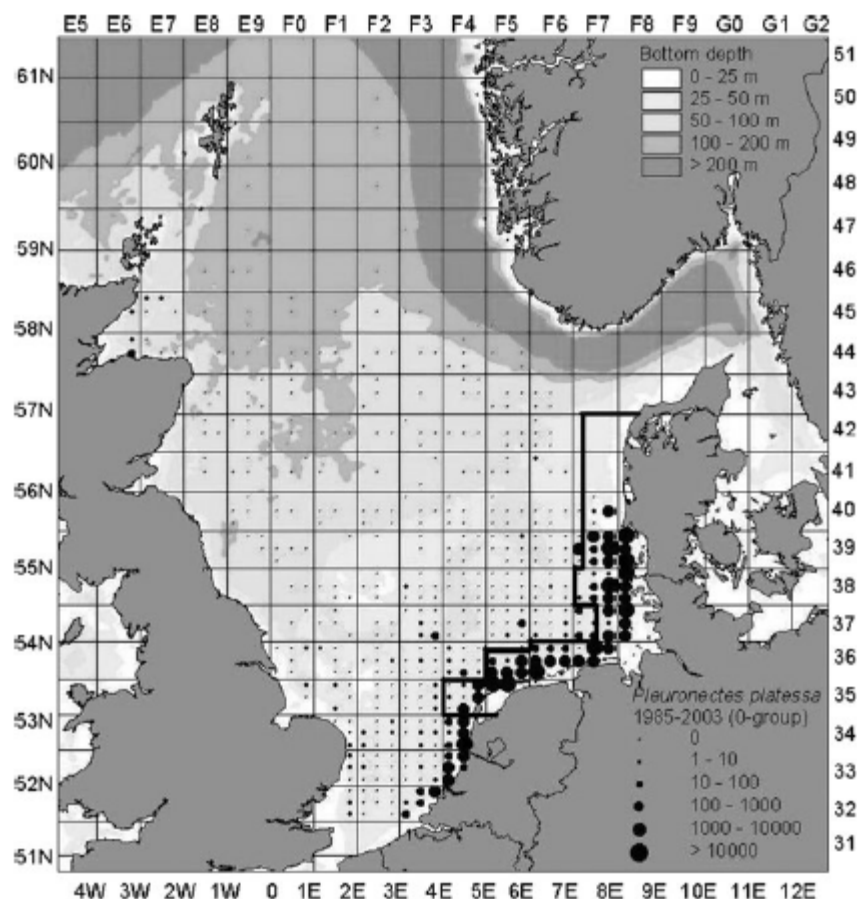 E5 E6 E7 E8 E9 F0 F1 F2 F3 F4 F5 F6 F7 F8 F9 G0 G1 G2
61N
60N
59N
58N
57N
56N
55N
54N
53N
52N
51N
Bottom depth
0 - 25 m
25 - 50 m
50 - 100 m
100 - 200 m
> 200 m
51
50
49
48
47
46
45
44
43
42
41
40
39
38
37
36
35
34
33
32
31
Pleuronectes platessa
1985-2003 (0-group)
0
1 - 10
10 - 100
100 - 1000
1000 - 10000
> 10000
4W 3W 2W 1W 0 1E 2E 3E 4E 5E 6E 7E 8E 9E 10E 11E 12E